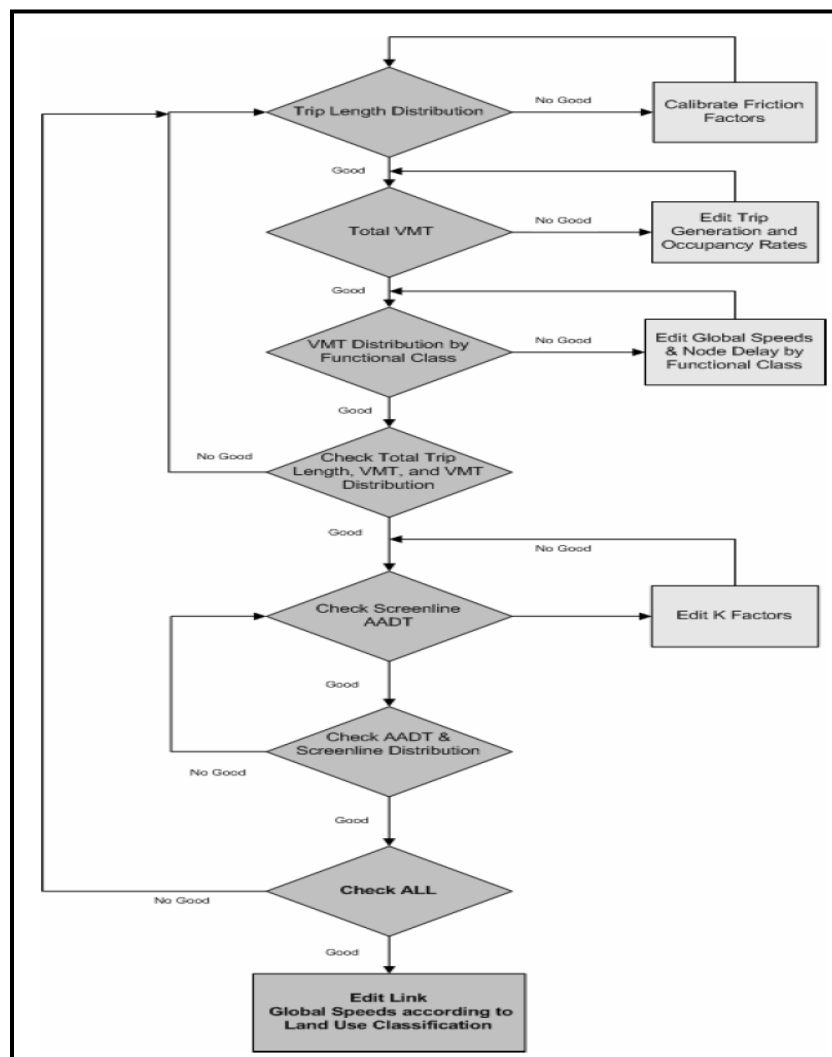 Trip Length Distribution
No Good
Calibrate Friction
Factors
Good
Total VMT
No Good
Edit Trip
Generation and
Occupancy Rates
Good
VMT Distribution by
Functional Class
No Good
Edit Global Speeds
& Node Delay by
Functional Class
Good
No Good
Check Total Trip
Length, VMT, and VMT
Distribution
Good
No Good
Check Screenline
AADT
Edit K Factors
Good
Check AADT &
Screenline Distribution
No Good
Good
Check ALL
No Good
Good
Edit Link
Global Speeds according to
Land Use Classification